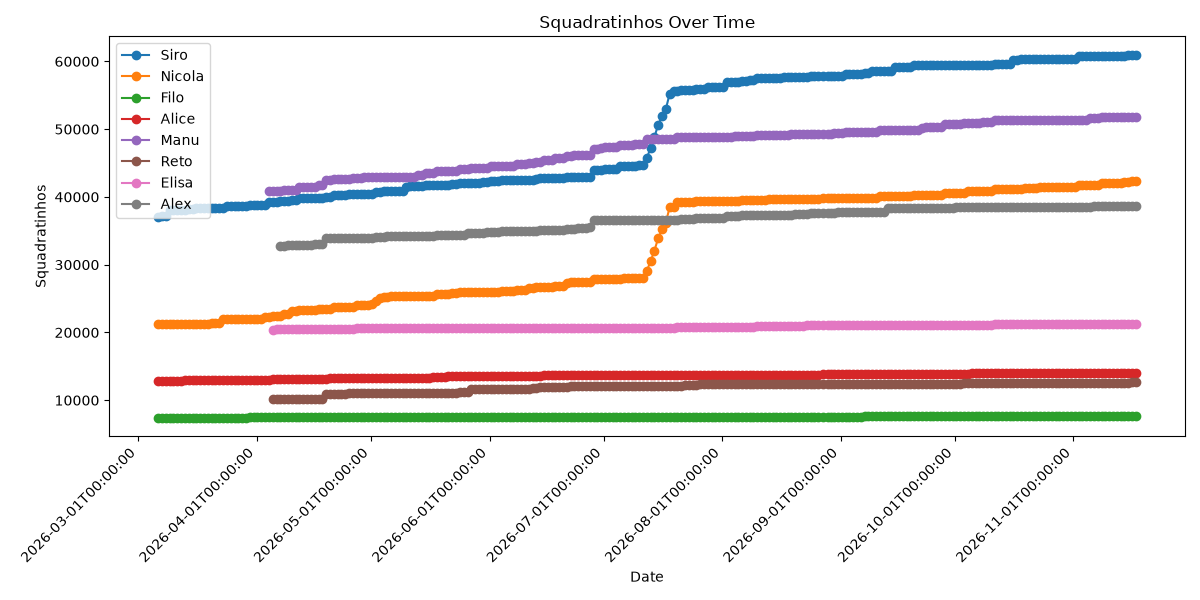 Squadratinhos Over Time
Siro
Nicola
Filo
Alice
Manu
Reto
Elisa
Alex
Squadratinhos
60000
50000
40000
30000
20000
10000
2026-03-01T00:00:00
2026-04-01T00:00:00
2026-05-01T00:00:00
2026-06-01T00:00:00
2026-07-01T00:00:00
2026-08-01T00:00:00
2026-09-01T00:00:00
2026-10-01T00:00:00
2026-11-01T00:00:00
Date